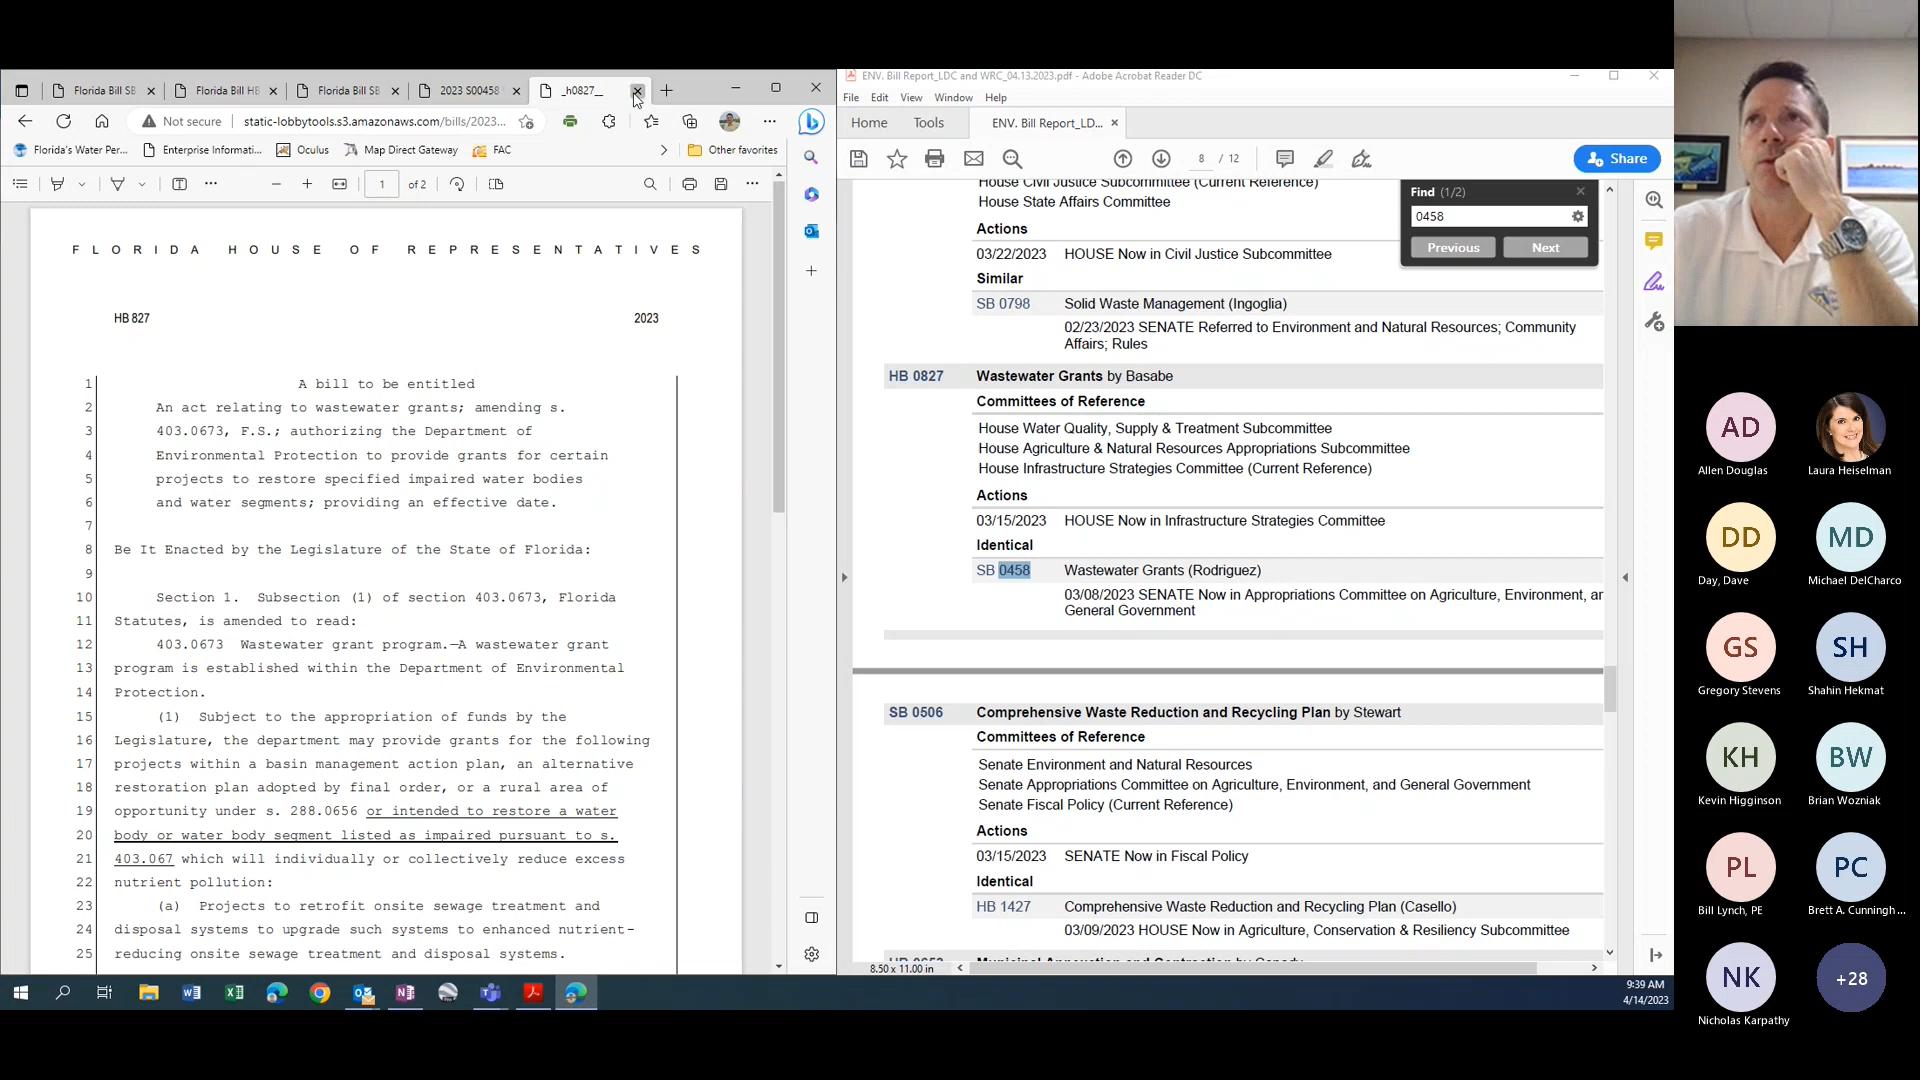 Florida Bill SB
Florida Bill HB
Florida Bill SB
2023 S00458
_h0827__
Not secure
static-lobbytools.s3.amazonaws.com/bills/2023...
Florida's Water Per...
Enterprise Informati...
Oculus
Map Direct Gateway
FAC
Other favorites
1 of 2
FLORIDA HOUSE OF REPRESENTATIVES
HB 827 2023
1 A bill to be entitled
2 An act relating to wastewater grants; amending s.
3 403.0673, F.S.; authorizing the Department of
4 Environmental Protection to provide grants for certain
5 projects to restore specified impaired water bodies
6 and water segments; providing an effective date.
7
8 Be It Enacted by the Legislature of the State of Florida:
9
10 Section 1. Subsection (1) of section 403.0673, Florida
11 Statutes, is amended to read:
12 403.0673 Wastewater grant program.—A wastewater grant
13 program is established within the Department of Environmental
14 Protection.
15 (1) Subject to the appropriation of funds by the
16 Legislature, the department may provide grants for the following
17 projects within a basin management action plan, an alternative
18 restoration plan adopted by final order, or a rural area of
19 opportunity under s. 288.0656 or intended to restore a water
20 body or water body segment listed as impaired pursuant to s.
21 403.067 which will individually or collectively reduce excess
22 nutrient pollution:
23 (a) Projects to retrofit onsite sewage treatment and
24 disposal systems to upgrade such systems to enhanced nutrient-
25 reducing onsite sewage treatment and disposal systems.
ENV. Bill Report_LDC and WRC_04.13.2023.pdf - Adobe Acrobat Reader DC
File Edit View Window Help
Home Tools ENV. Bill Report_LD... ×
8 / 12
Share
Find (1/2)
0458
Previous Next
House Civil Justice Subcommittee (Current Reference)
House State Affairs Committee
Actions
03/22/2023 HOUSE Now in Civil Justice Subcommittee
Similar
SB 0798 Solid Waste Management (Ingoglia)
02/23/2023 SENATE Referred to Environment and Natural Resources; Community
Affairs; Rules
HB 0827 Wastewater Grants by Basabe
Committees of Reference
House Water Quality, Supply & Treatment Subcommittee
House Agriculture & Natural Resources Appropriations Subcommittee
House Infrastructure Strategies Committee (Current Reference)
Actions
03/15/2023 HOUSE Now in Infrastructure Strategies Committee
Identical
SB 0458 Wastewater Grants (Rodriguez)
03/08/2023 SENATE Now in Appropriations Committee on Agriculture, Environment, ar
General Government
SB 0506 Comprehensive Waste Reduction and Recycling Plan by Stewart
Committees of Reference
Senate Environment and Natural Resources
Senate Appropriations Committee on Agriculture, Environment, and General Government
Senate Fiscal Policy (Current Reference)
Actions
03/15/2023 SENATE Now in Fiscal Policy
Identical
HB 1427 Comprehensive Waste Reduction and Recycling Plan (Casello)
03/09/2023 HOUSE Now in Agriculture, Conservation & Resiliency Subcommittee
8.50 x 11.00 in
9:39 AM
4/14/2023
AD
Allen Douglas
Laura Heiselman
DD
Day, Dave
MD
Michael DelCharco
GS
Gregory Stevens
SH
Shahin Hekmat
KH
Kevin Higginson
BW
Brian Wozniak
PL
Bill Lynch, PE
PC
Brett A. Cunningh...
NK
Nicholas Karpathy
+28